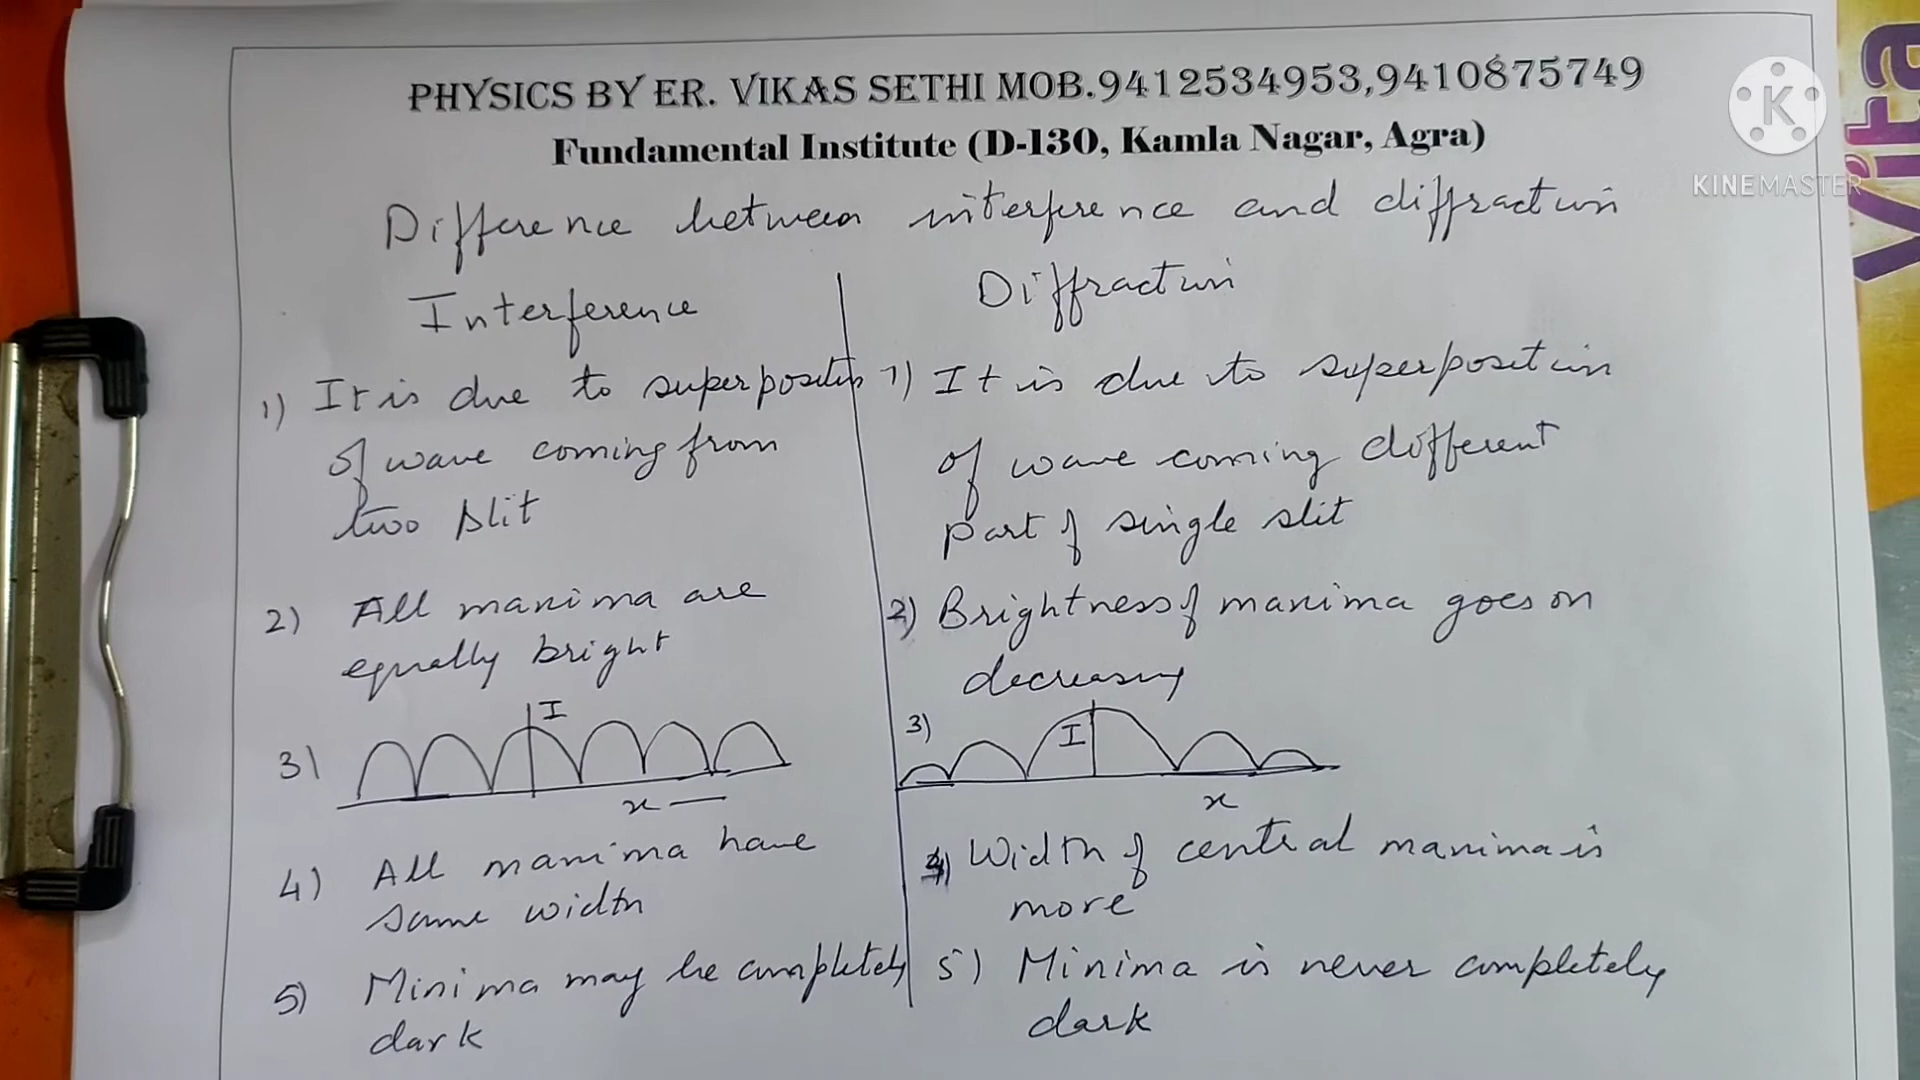 PHYSICS BY ER. VIKAS SETHI MOB.9412534953,9410875749
Fundamental Institute (D-130, Kamla Nagar, Agra)
K
KINEMASTER
Vita
Difference between interference and diffraction
Interference
Diffraction
1) It is due to superposition
of wave coming from
two slit
1) It is due to superposition
of wave coming different
part of single slit
2) All maxima are
equally bright
2) Brightness of maxima goes on
decreasing
3)
I
x
3)
I
x
4) All maxima have
same width
4) Width of central maxima is
more
5) Minima may be completely
dark
5) Minima is never completely
dark